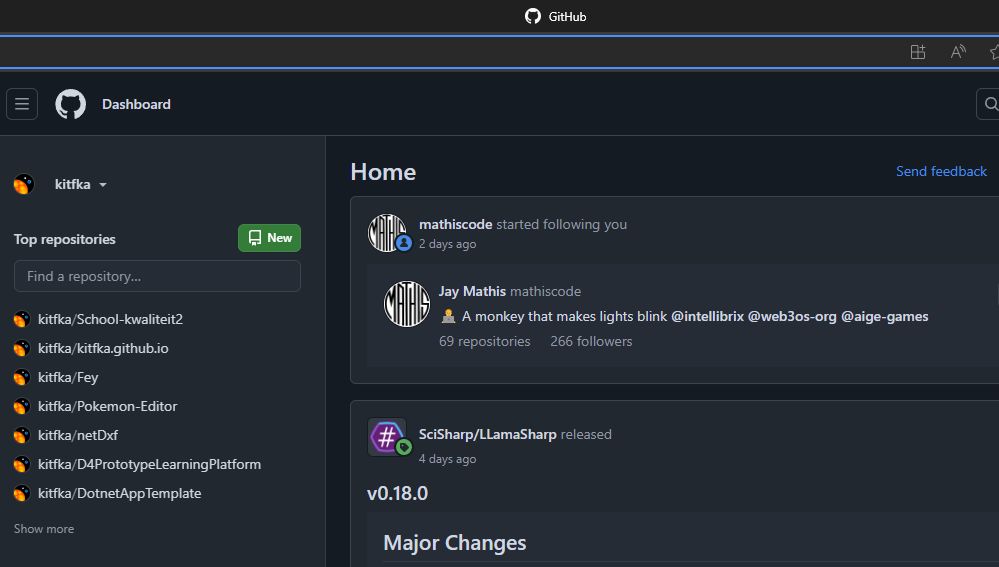 GitHub
Dashboard
kitfka
Top repositories
New
Find a repository...
kitfka/School-kwaliteit2
kitfka/kitfka.github.io
kitfka/Fey
kitfka/Pokemon-Editor
kitfka/netDxf
kitfka/D4PrototypeLearningPlatform
kitfka/DotnetAppTemplate
Show more
Home
Send feedback
MATHIS
mathiscode started following you
2 days ago
MATHIS
Jay Mathis mathiscode
A monkey that makes lights blink @intellibrix @web3os-org @aige-games
69 repositories 266 followers
#
SciSharp/LLamaSharp released
4 days ago
v0.18.0
Major Changes